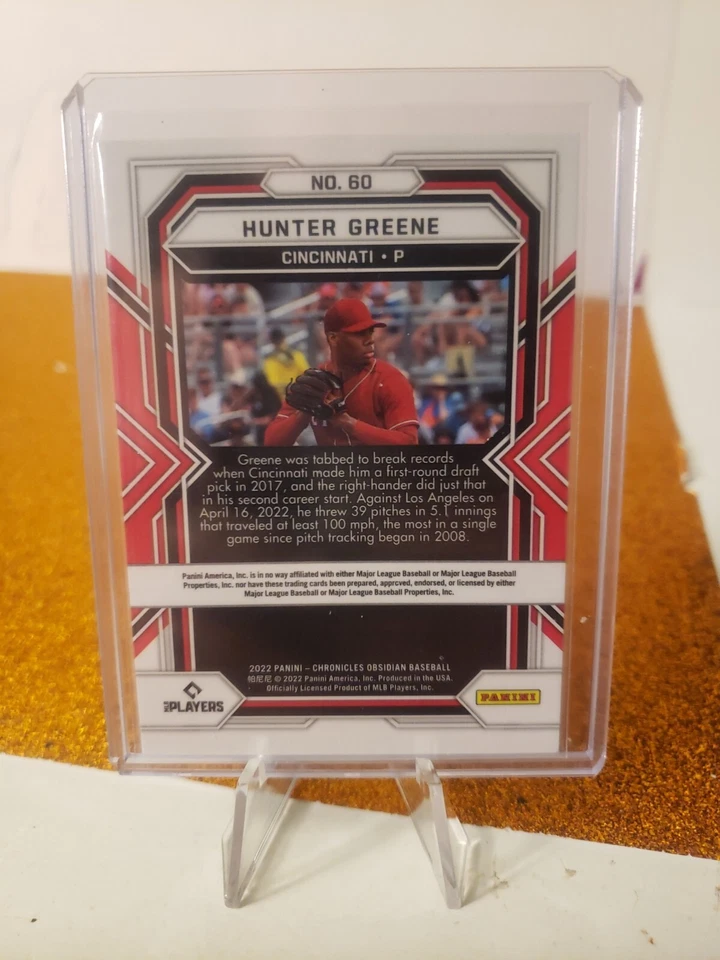 NO. 60
HUNTER GREENE
CINCINNATI • P
Greene was tabbed to break records
when Cincinnati made him a first-round draft
pick in 2017, and the right-hander did just that
in his second career start. Against Los Angeles on
April 16, 2022, he threw 39 pitches in 5.1 innings
that traveled at least 100 mph, the most in a single
game since pitch tracking began in 2008.
Panini America, Inc. is in no way affiliated with either Major League Baseball or Major League Baseball
Properties, Inc. nor have these trading cards been prepared, approved, endorsed, or licensed by either
Major League Baseball or Major League Baseball Properties, Inc.
2022 PANINI – CHRONICLES OBSIDIAN BASEBALL
帕尼尼 © 2022 Panini America, Inc. Produced in the USA.
Officially Licensed Product of MLB Players, Inc.
MLB PLAYERS
PANINI